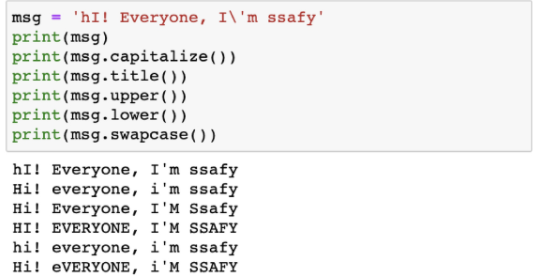 msg = 'hI! Everyone, I\'m ssafy'
print(msg)
print(msg.capitalize())
print(msg.title())
print(msg.upper())
print(msg.lower())
print(msg.swapcase())
hI! Everyone, I'm ssafy
Hi! everyone, i'm ssafy
Hi! Everyone, I'M Ssafy
HI! EVERYONE, I'M SSAFY
hi! everyone, i'm ssafy
Hi! eVERYONE, i'M SSAFY